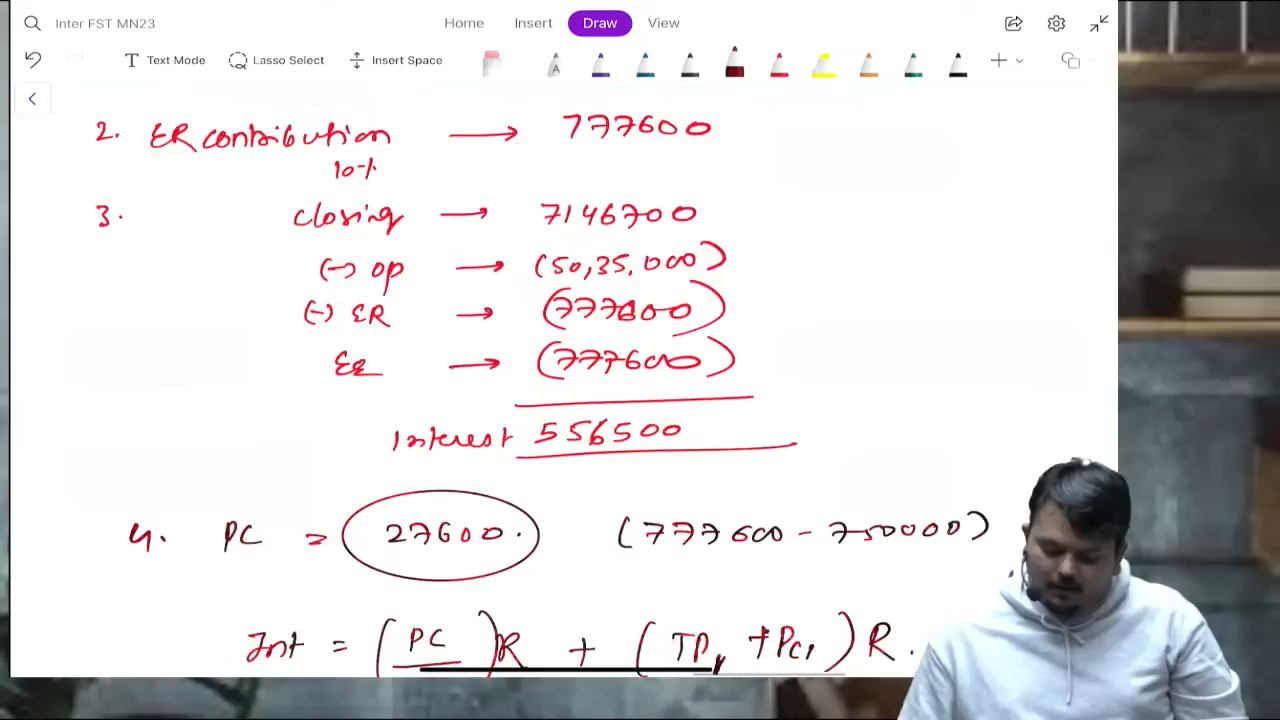 Inter FST MN23
Home Insert Draw View
T Text Mode Lasso Select Insert Space
A
2. ER contribution → 777600
10%
3. closing → 7146700
(-) op → (50,35,000)
(-) ER → (777600)
EE → (777600)
Interest 556500
4. PC = 27600. (777600 - 750000)
Int = (PC)R + (TP1 + PC1)R.